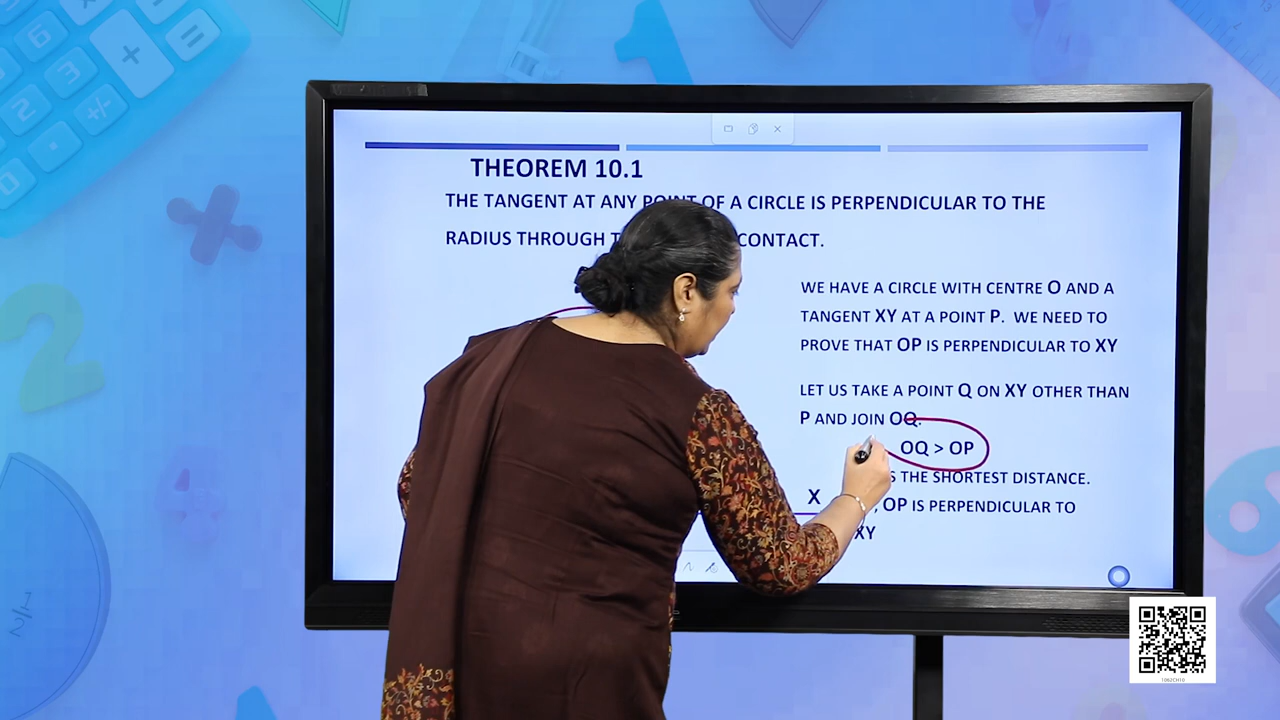 THEOREM 10.1
THE TANGENT AT ANY POINT OF A CIRCLE IS PERPENDICULAR TO THE
RADIUS THROUGH CONTACT.
WE HAVE A CIRCLE WITH CENTRE O AND A
TANGENT XY AT A POINT P. WE NEED TO
PROVE THAT OP IS PERPENDICULAR TO XY
LET US TAKE A POINT Q ON XY OTHER THAN
P AND JOIN OQ.
OQ > OP
THE SHORTEST DISTANCE.
X
, OP IS PERPENDICULAR TO
XY
1062CH10